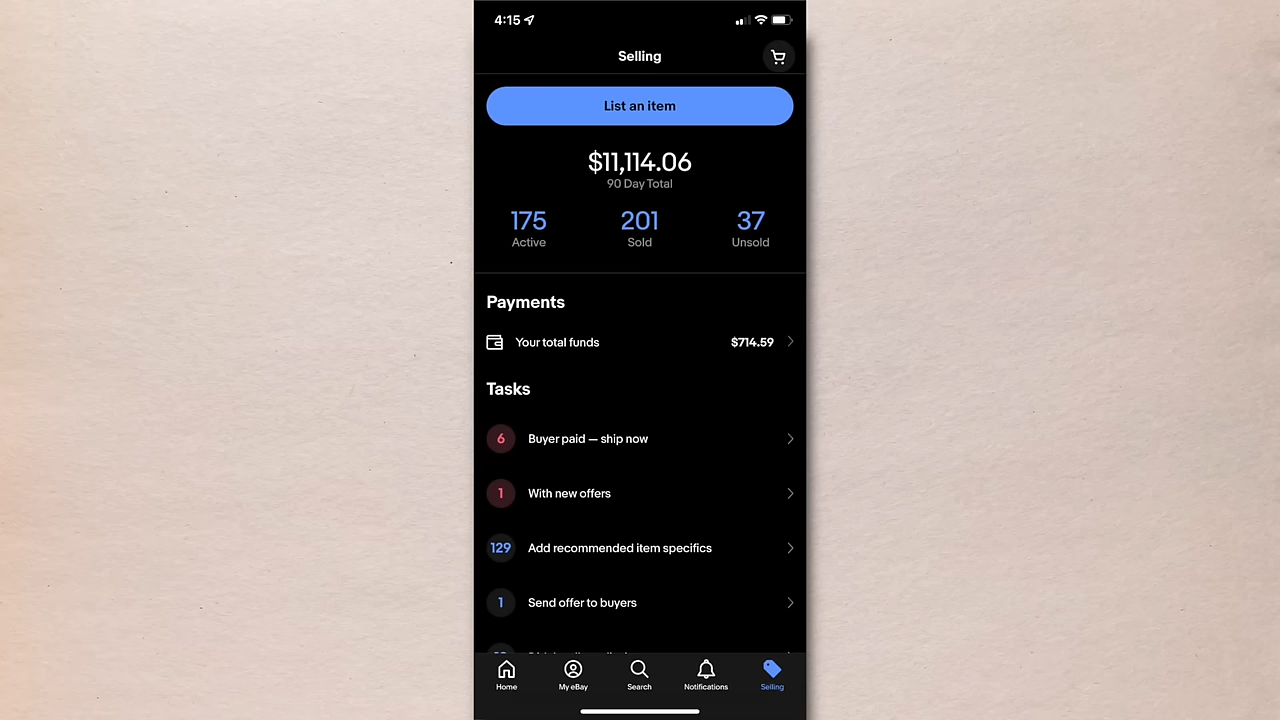 4:15
Selling
List an item
$11,114.06
90 Day Total
175 201 37
Active Sold Unsold
Payments
Your total funds $714.59
Tasks
6 Buyer paid — ship now
1 With new offers
129 Add recommended item specifics
1 Send offer to buyers
Home My eBay Search Notifications Selling